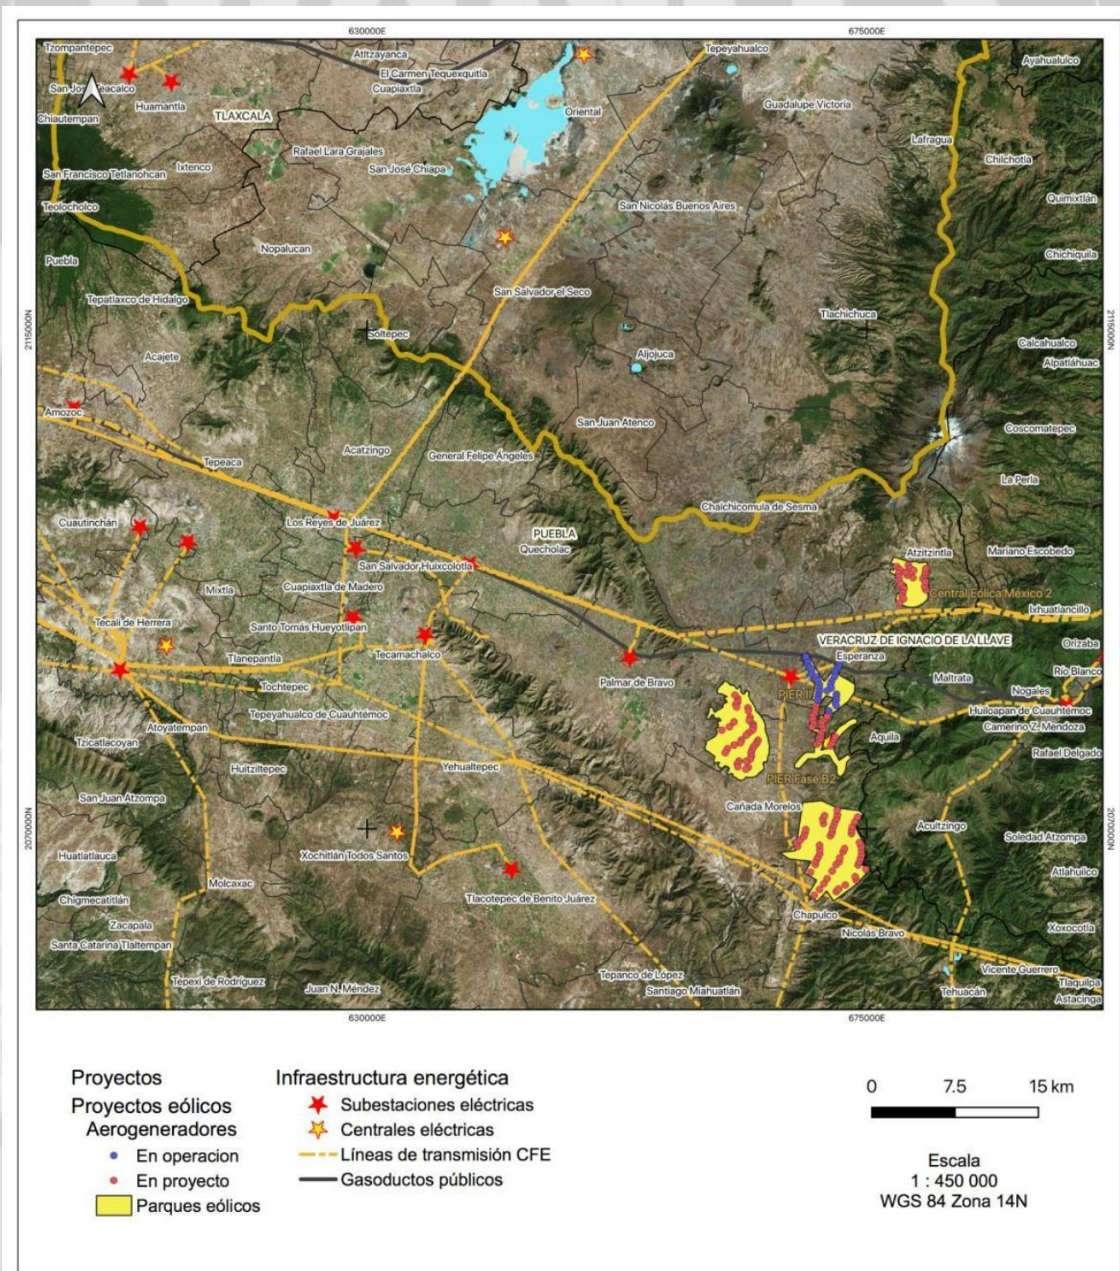 630000E
675000E
Tzompantepec
Atltzayanca
Tepeyahualco
Ayahualulco
El Carmen Tequexquitla
San José Teacalco
Cuapiaxtla
Huamantla
Guadalupe Victoria
Oriental
TLAXCALA
Chiautempan
Lafragua
Rafael Lara Grajales
Chilchotla
Ixtenco
San José Chiapa
San Francisco Tetlanohcan
Quimixtlán
Teolocholco
San Nicolás Buenos Aires
Nopalucan
Chichiquila
Puebla
San Salvador el Seco
Tepatlaxco de Hidalgo
Tlachichuca
2115000N
2115000N
Soltepec
Calcahualco
Acajete
Aljojuca
Alpatláhuac
Amozoc
San Juan Atenco
Coscomatepec
Acatzingo
General Felipe Ángeles
Tepeaca
La Perla
Chalchicomula de Sesma
Cuautinchán
Los Reyes de Juárez
PUEBLA
Quecholac
Atzitzintla
Mariano Escobedo
San Salvador Huixcolotla
Mixtla
Cuapiaxtla de Madero
Central Eólica México 2
Ixhuatlancillo
Tecali de Herrera
Santo Tomás Hueyotlipan
VERACRUZ DE IGNACIO DE LA LLAVE
Orizaba
Tlanepantla
Tecamachalco
Esperanza
Río Blanco
Palmar de Bravo
Maltrata
Tochtepec
PIER II
Nogales
Tepeyahualco de Cuauhtémoc
Huiloapan de Cuauhtémoc
Atoyatempan
Camerino Z. Mendoza
Tzicatlacoyan
Aquila
Rafael Delgado
Huitziltepec
Yehualtepec
PIER Fase B2
San Juan Atzompa
Cañada Morelos
2070000N
2070000N
Acultzingo
Soledad Atzompa
Huatlatlauca
Xochitlán Todos Santos
Atlahuilco
Molcaxac
Chigmecatitlán
Tlacotepec de Benito Juárez
Chapulco
Zacapala
Nicolás Bravo
Xoxocotla
Santa Catarina Tlaltempan
Tepexi de Rodríguez
Juan N. Méndez
Tepanco de López
Santiago Miahuatlán
Vicente Guerrero
Tehuacán
Tlaquilpa
Astacinga
630000E
675000E
Proyectos
Proyectos eólicos
Aerogeneradores
En operacion
En proyecto
Parques eólicos
Infraestructura energética
Subestaciones eléctricas
Centrales eléctricas
Líneas de transmisión CFE
Gasoductos públicos
0 7.5 15 km
Escala
1 : 450 000
WGS 84 Zona 14N